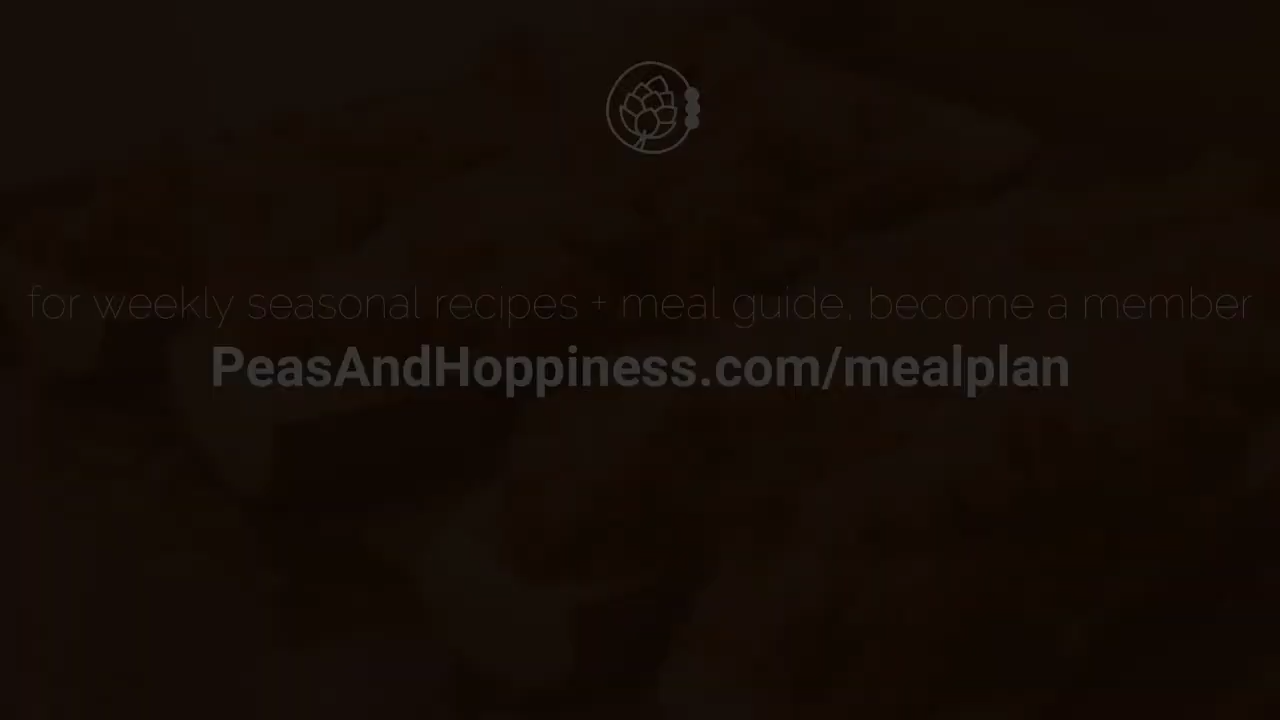 for weekly seasonal recipes + meal guide, become a member
PeasAndHoppiness.com/mealplan